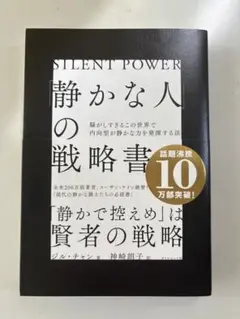 SILENT POWER
「静かな人」
の
戦略書
騒がしすぎるこの世界で
内向型が静かな力を発揮する法
話題沸騰
10
万部突破!
「静かで控えめ」は
賢者の戦略
ジル・チャン 著
神崎朗子 訳